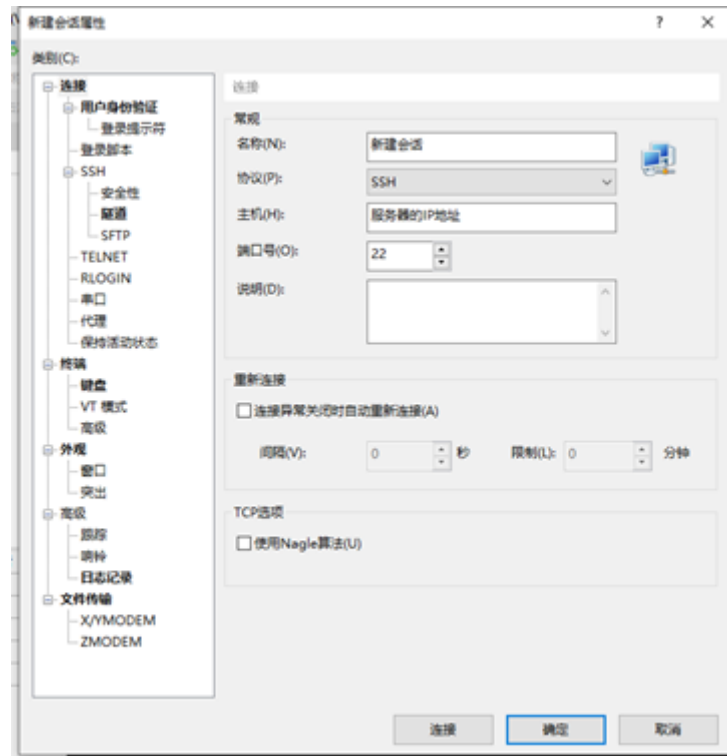 新建会话属性
? ×
类别(C):
连接
用户身份验证
登录提示符
登录脚本
SSH
安全性
隧道
SFTP
TELNET
RLOGIN
串口
代理
保持活动状态
终端
键盘
VT 模式
高级
外观
窗口
突出
高级
跟踪
响铃
日志记录
文件传输
X/YMODEM
ZMODEM
连接
常规
名称(N): 新建会话
协议(P): SSH
主机(H): 服务器的IP地址
端口号(O): 22
说明(D):
重新连接
连接异常关闭时自动重新连接(A)
间隔(V): 0 秒 限制(L): 0 分钟
TCP选项
使用Nagle算法(U)
连接 确定 取消